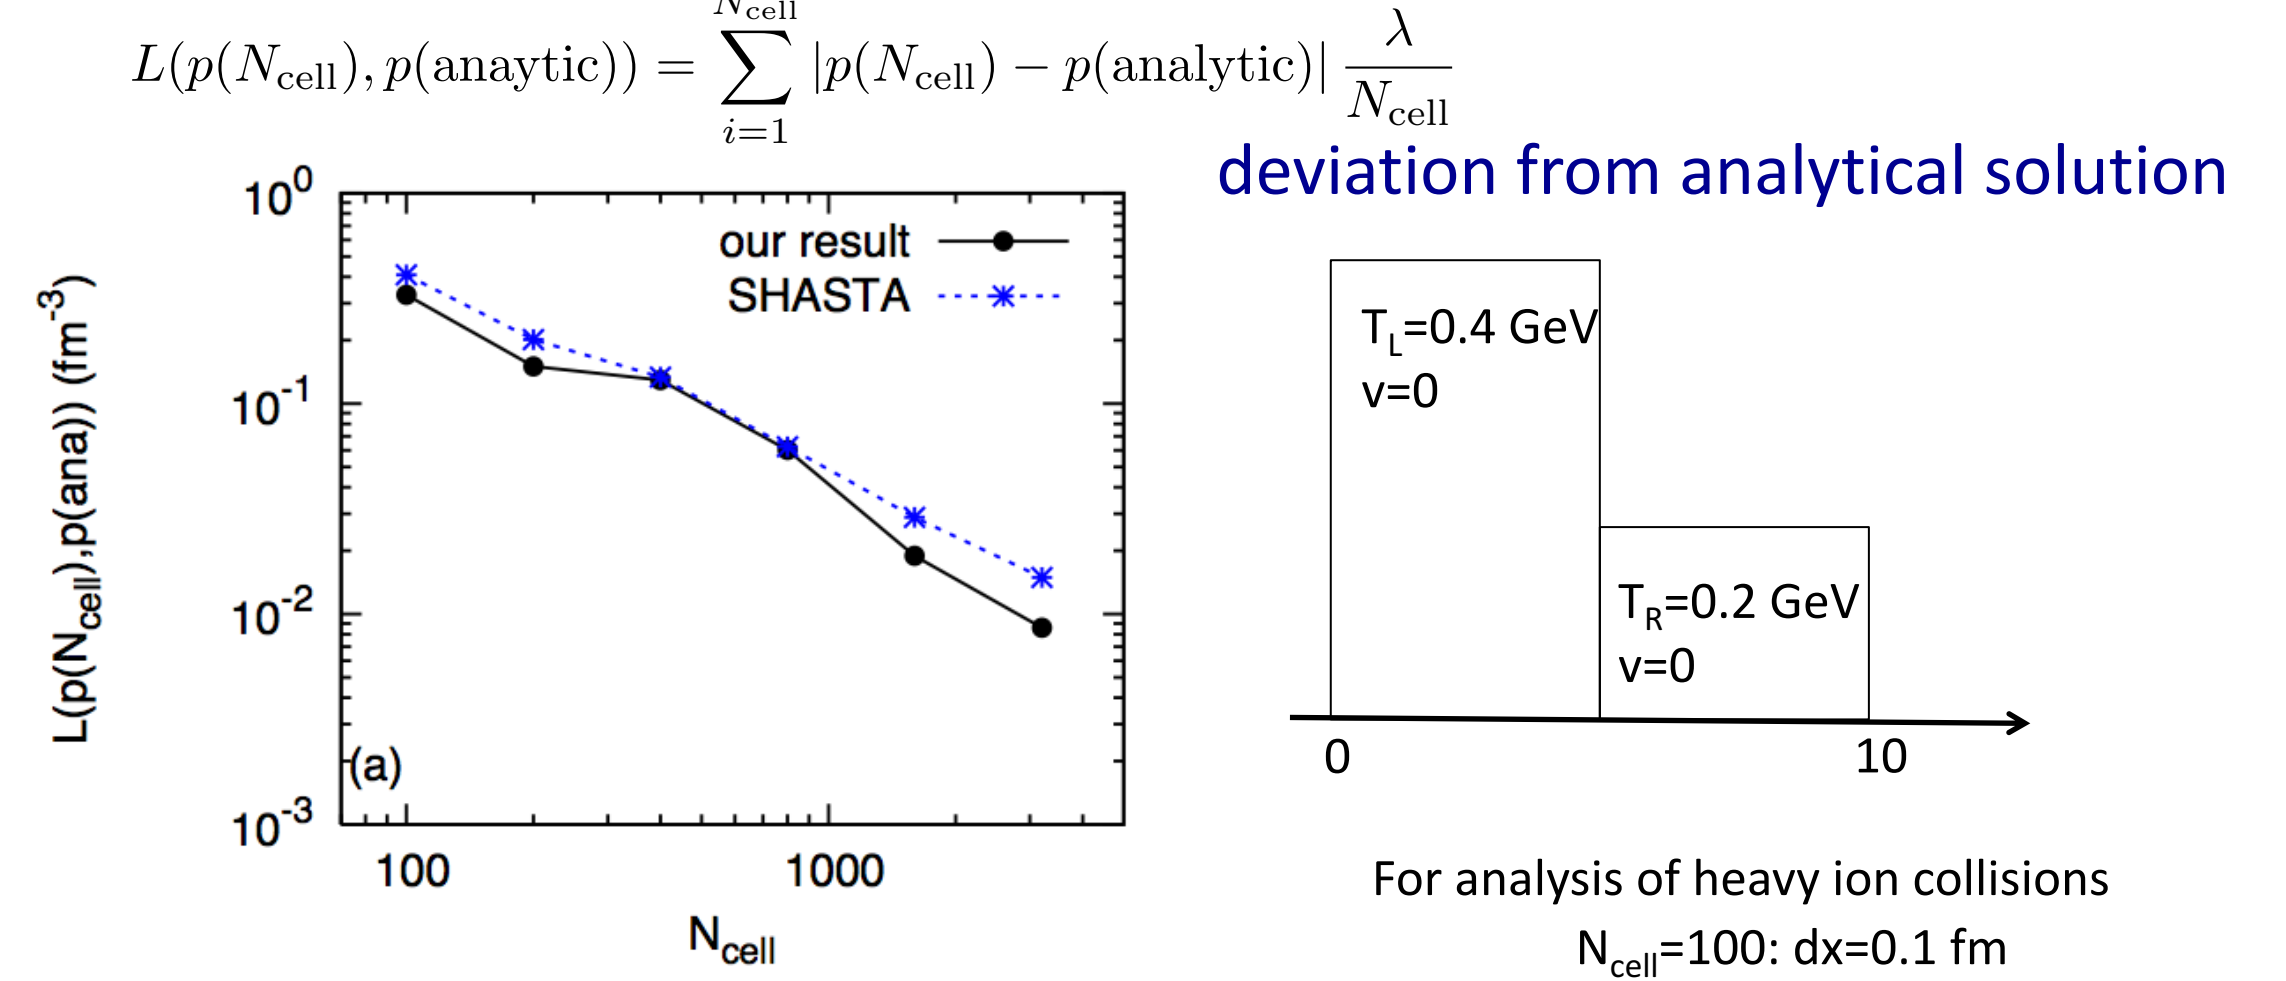 L(p(N_cell), p(anaytic)) = \sum_{i=1}^{N_cell} |p(N_cell) − p(analytic)| \frac{λ}{N_cell}
deviation from analytical solution
10^0
10^-1
10^-2
10^-3
L(p(N_cell),p(ana)) (fm^-3)
our result
SHASTA
(a)
100 1000
N_cell
T_L=0.4 GeV
v=0
T_R=0.2 GeV
v=0
0 10
For analysis of heavy ion collisions
N_cell=100: dx=0.1 fm